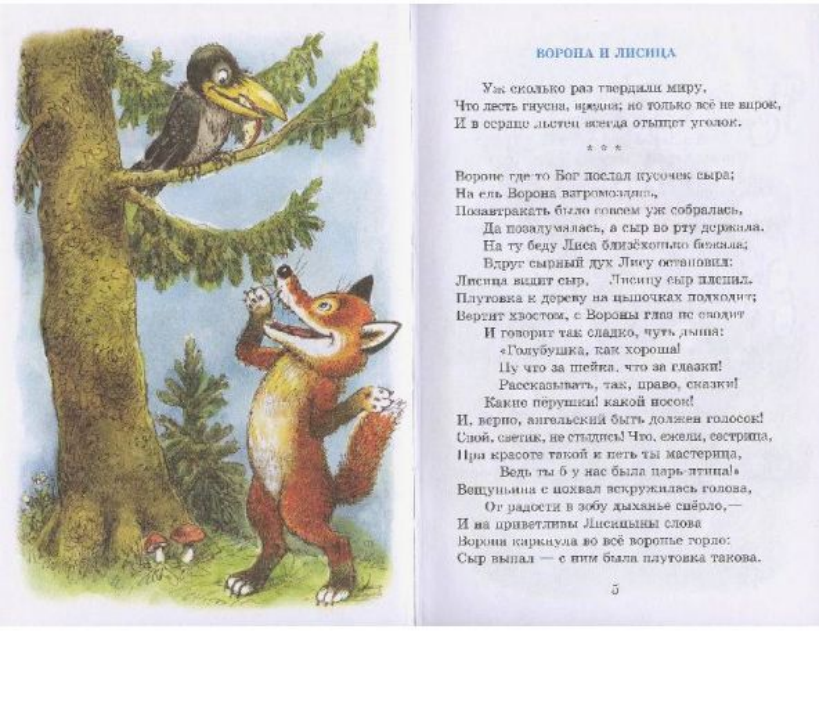 ВОРОНА И ЛИСИЦА
Уж сколько раз твердили миру,
Что лесть гнусна, вредна; но только всё не впрок,
И в сердце льстец всегда отыщет уголок.
* * *
Вороне где-то Бог послал кусочек сыра;
На ель Ворона взгромоздясь,
Позавтракать было совсем уж собралась,
Да позадумалась, а сыр во рту держала.
На ту беду Лиса близёхонько бежала;
Вдруг сырный дух Лису остановил:
Лисица видит сыр, Лисицу сыр пленил.
Плутовка к дереву на цыпочках подходит;
Вертит хвостом, с Вороны глаз не сводит
И говорит так сладко, чуть дыша:
«Голубушка, как хороша!
Ну что за шейка, что за глазки!
Рассказывать, так, право, сказки!
Какие пёрушки! какой носок!
И, верно, ангельский быть должен голосок!
Спой, светик, не стыдись! Что, ежели, сестрица,
При красоте такой и петь ты мастерица,
Ведь ты б у нас была царь-птица!»
Вещуньина с похвал вскружилась голова,
От радости в зобу дыханье спёрло,—
И на приветливы Лисицыны слова
Ворона каркнула во всё воронье горло:
Сыр выпал — с ним была плутовка такова.
5